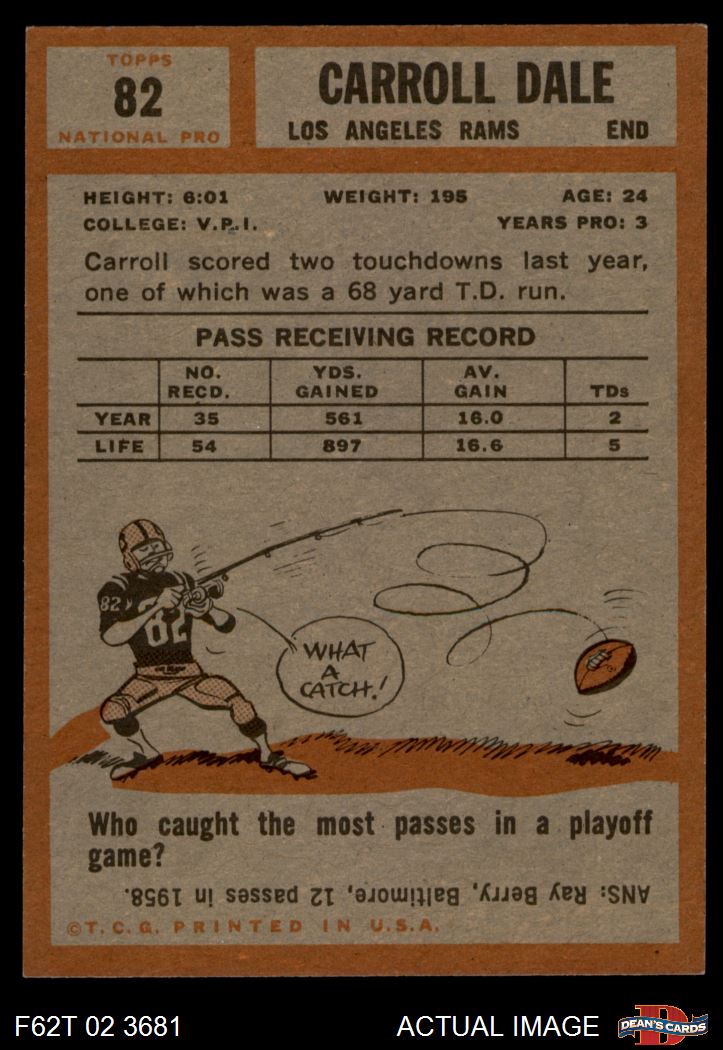 TOPPS
82
NATIONAL PRO
CARROLL DALE
LOS ANGELES RAMS END
HEIGHT: 6:01 WEIGHT: 195 AGE: 24
COLLEGE: V.P.I. YEARS PRO: 3
Carroll scored two touchdowns last year,
one of which was a 68 yard T.D. run.
PASS RECEIVING RECORD
NO. RECD. YDS. GAINED AV. GAIN TDs
YEAR 35 561 16.0 2
LIFE 54 897 16.6 5
82
82
WHAT
A
CATCH!
Who caught the most passes in a playoff
game?
ANS: Ray Berry, Baltimore, 12 passes in 1958.
©T.C.G. PRINTED IN U.S.A.
F62T 02 3681 ACTUAL IMAGE
D
DEAN'S CARDS